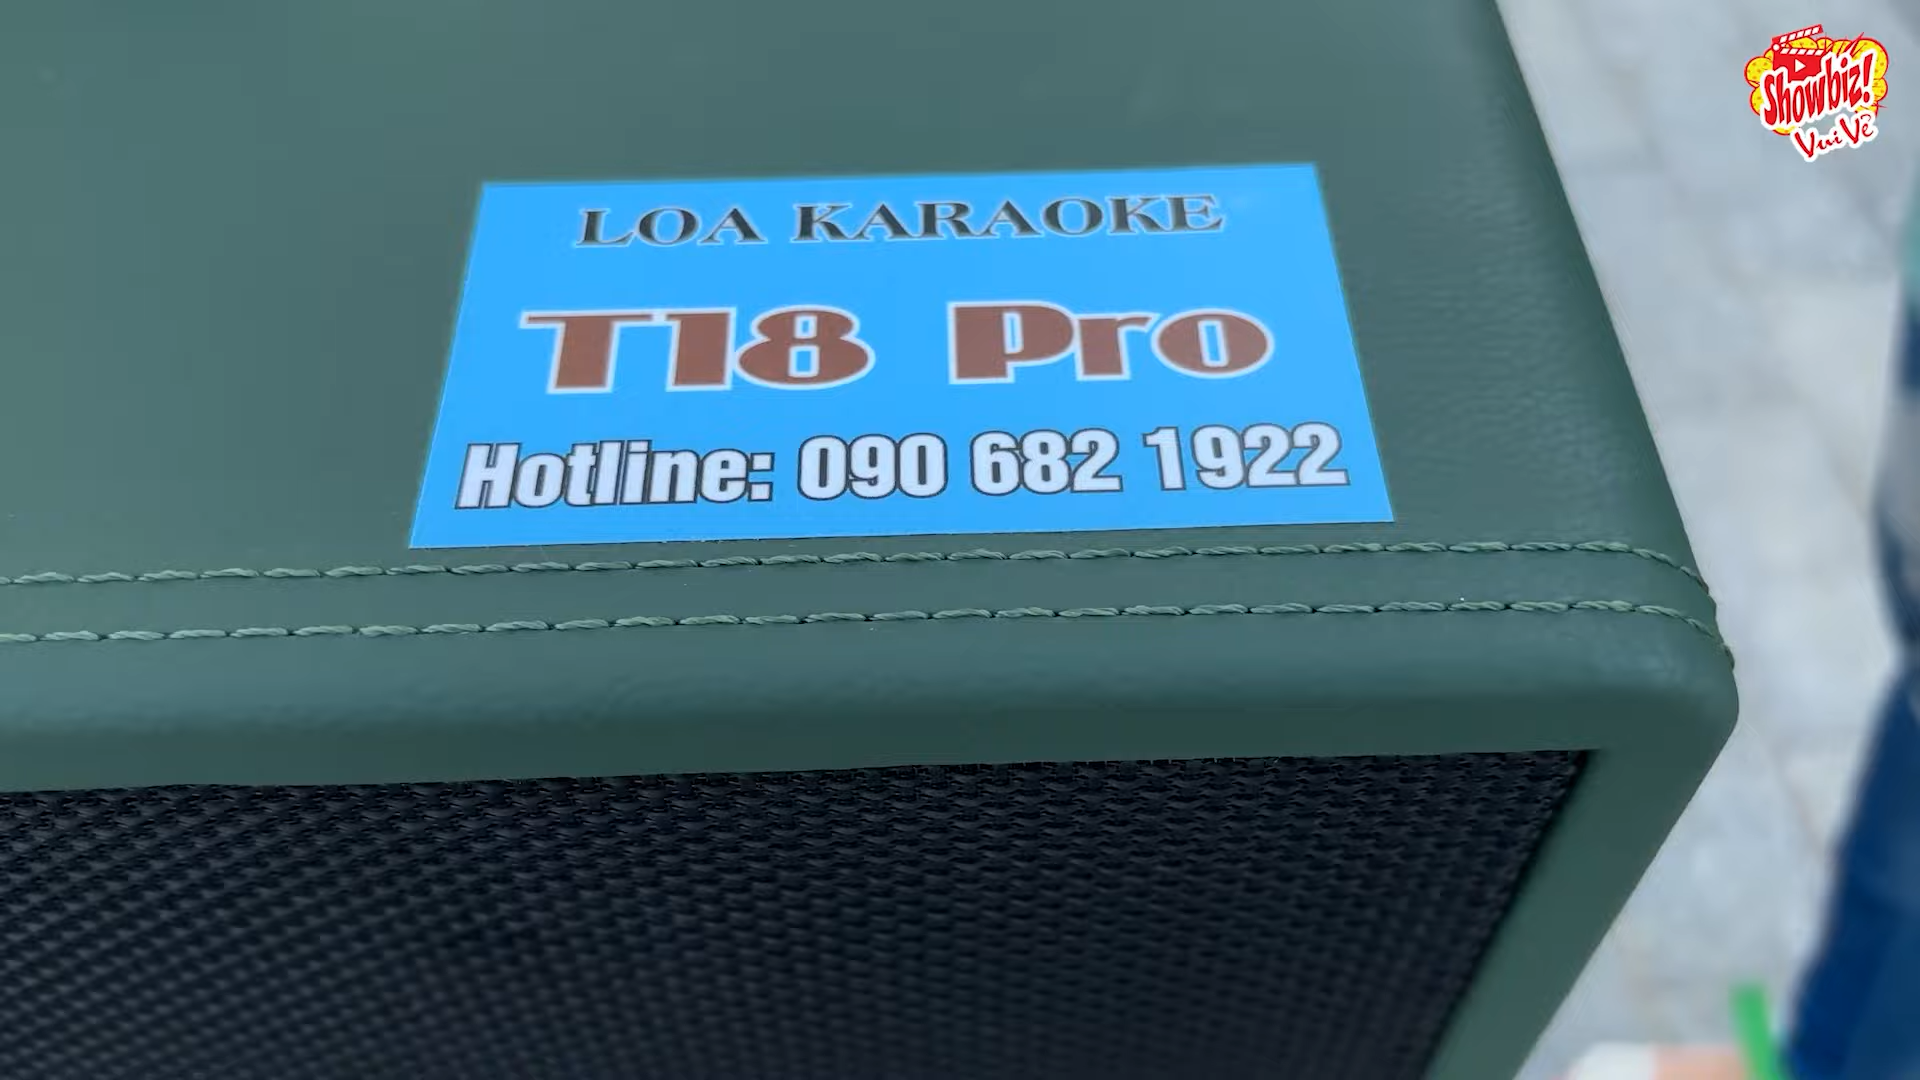 Showbiz!
Vui Vẻ
LOA KARAOKE
T18 Pro
Hotline: 090 682 1922